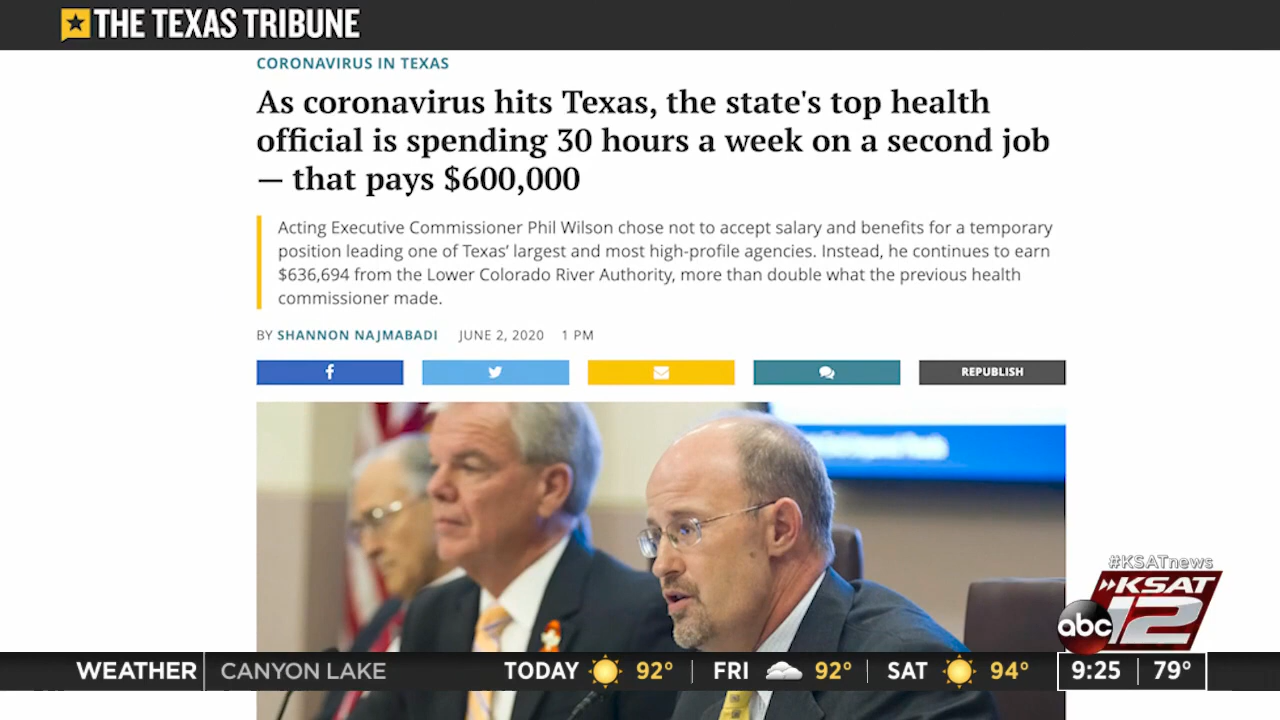 THE TEXAS TRIBUNE
CORONAVIRUS IN TEXAS
As coronavirus hits Texas, the state's top health
official is spending 30 hours a week on a second job
— that pays $600,000
Acting Executive Commissioner Phil Wilson chose not to accept salary and benefits for a temporary
position leading one of Texas' largest and most high-profile agencies. Instead, he continues to earn
$636,694 from the Lower Colorado River Authority, more than double what the previous health
commissioner made.
BY SHANNON NAJMABADI JUNE 2, 2020 1 PM
REPUBLISH
#KSATnews
KSAT
abc 12
WEATHER CANYON LAKE TODAY 92° FRI 92° SAT 94° 9:25 79°